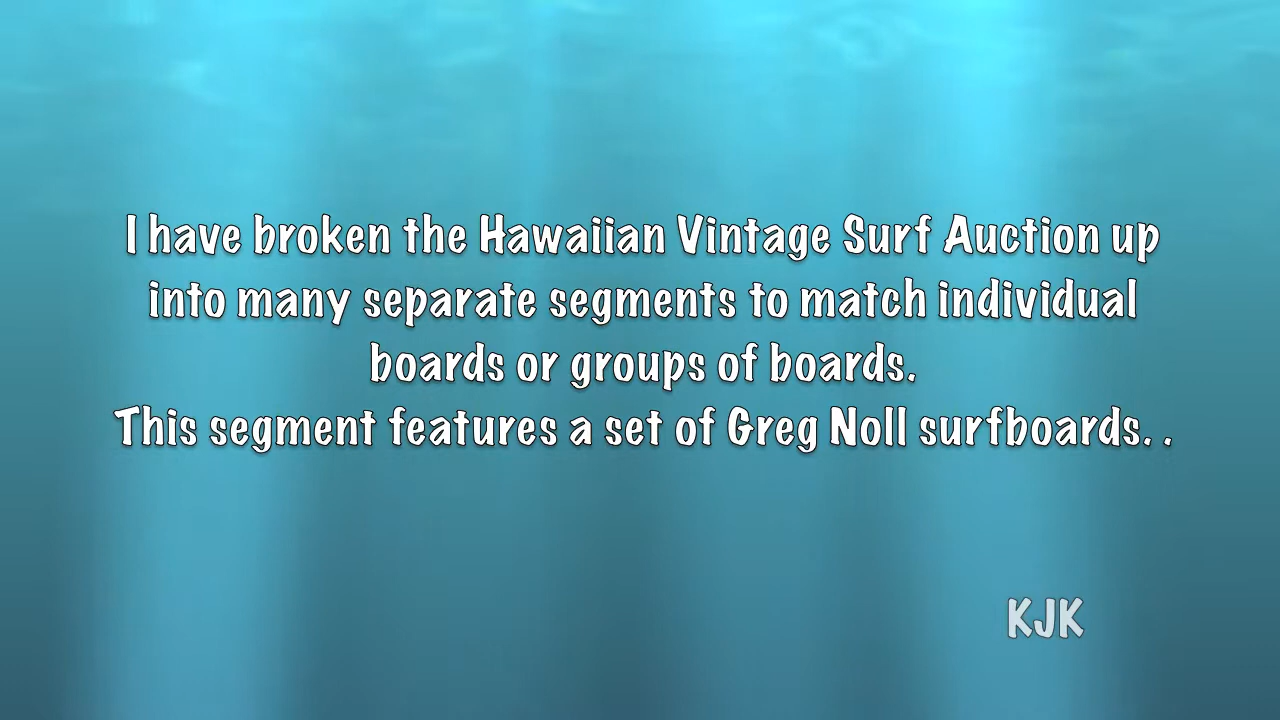 I have broken the Hawaiian Vintage Surf Auction up
into many separate segments to match individual
boards or groups of boards.
This segment features a set of Greg Noll surfboards. .
KJK